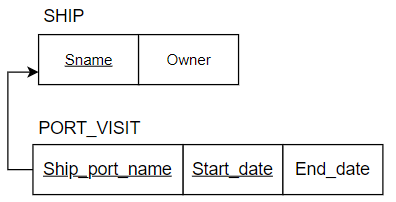 SHIP
Sname Owner
PORT_VISIT
Ship_port_name Start_date End_date